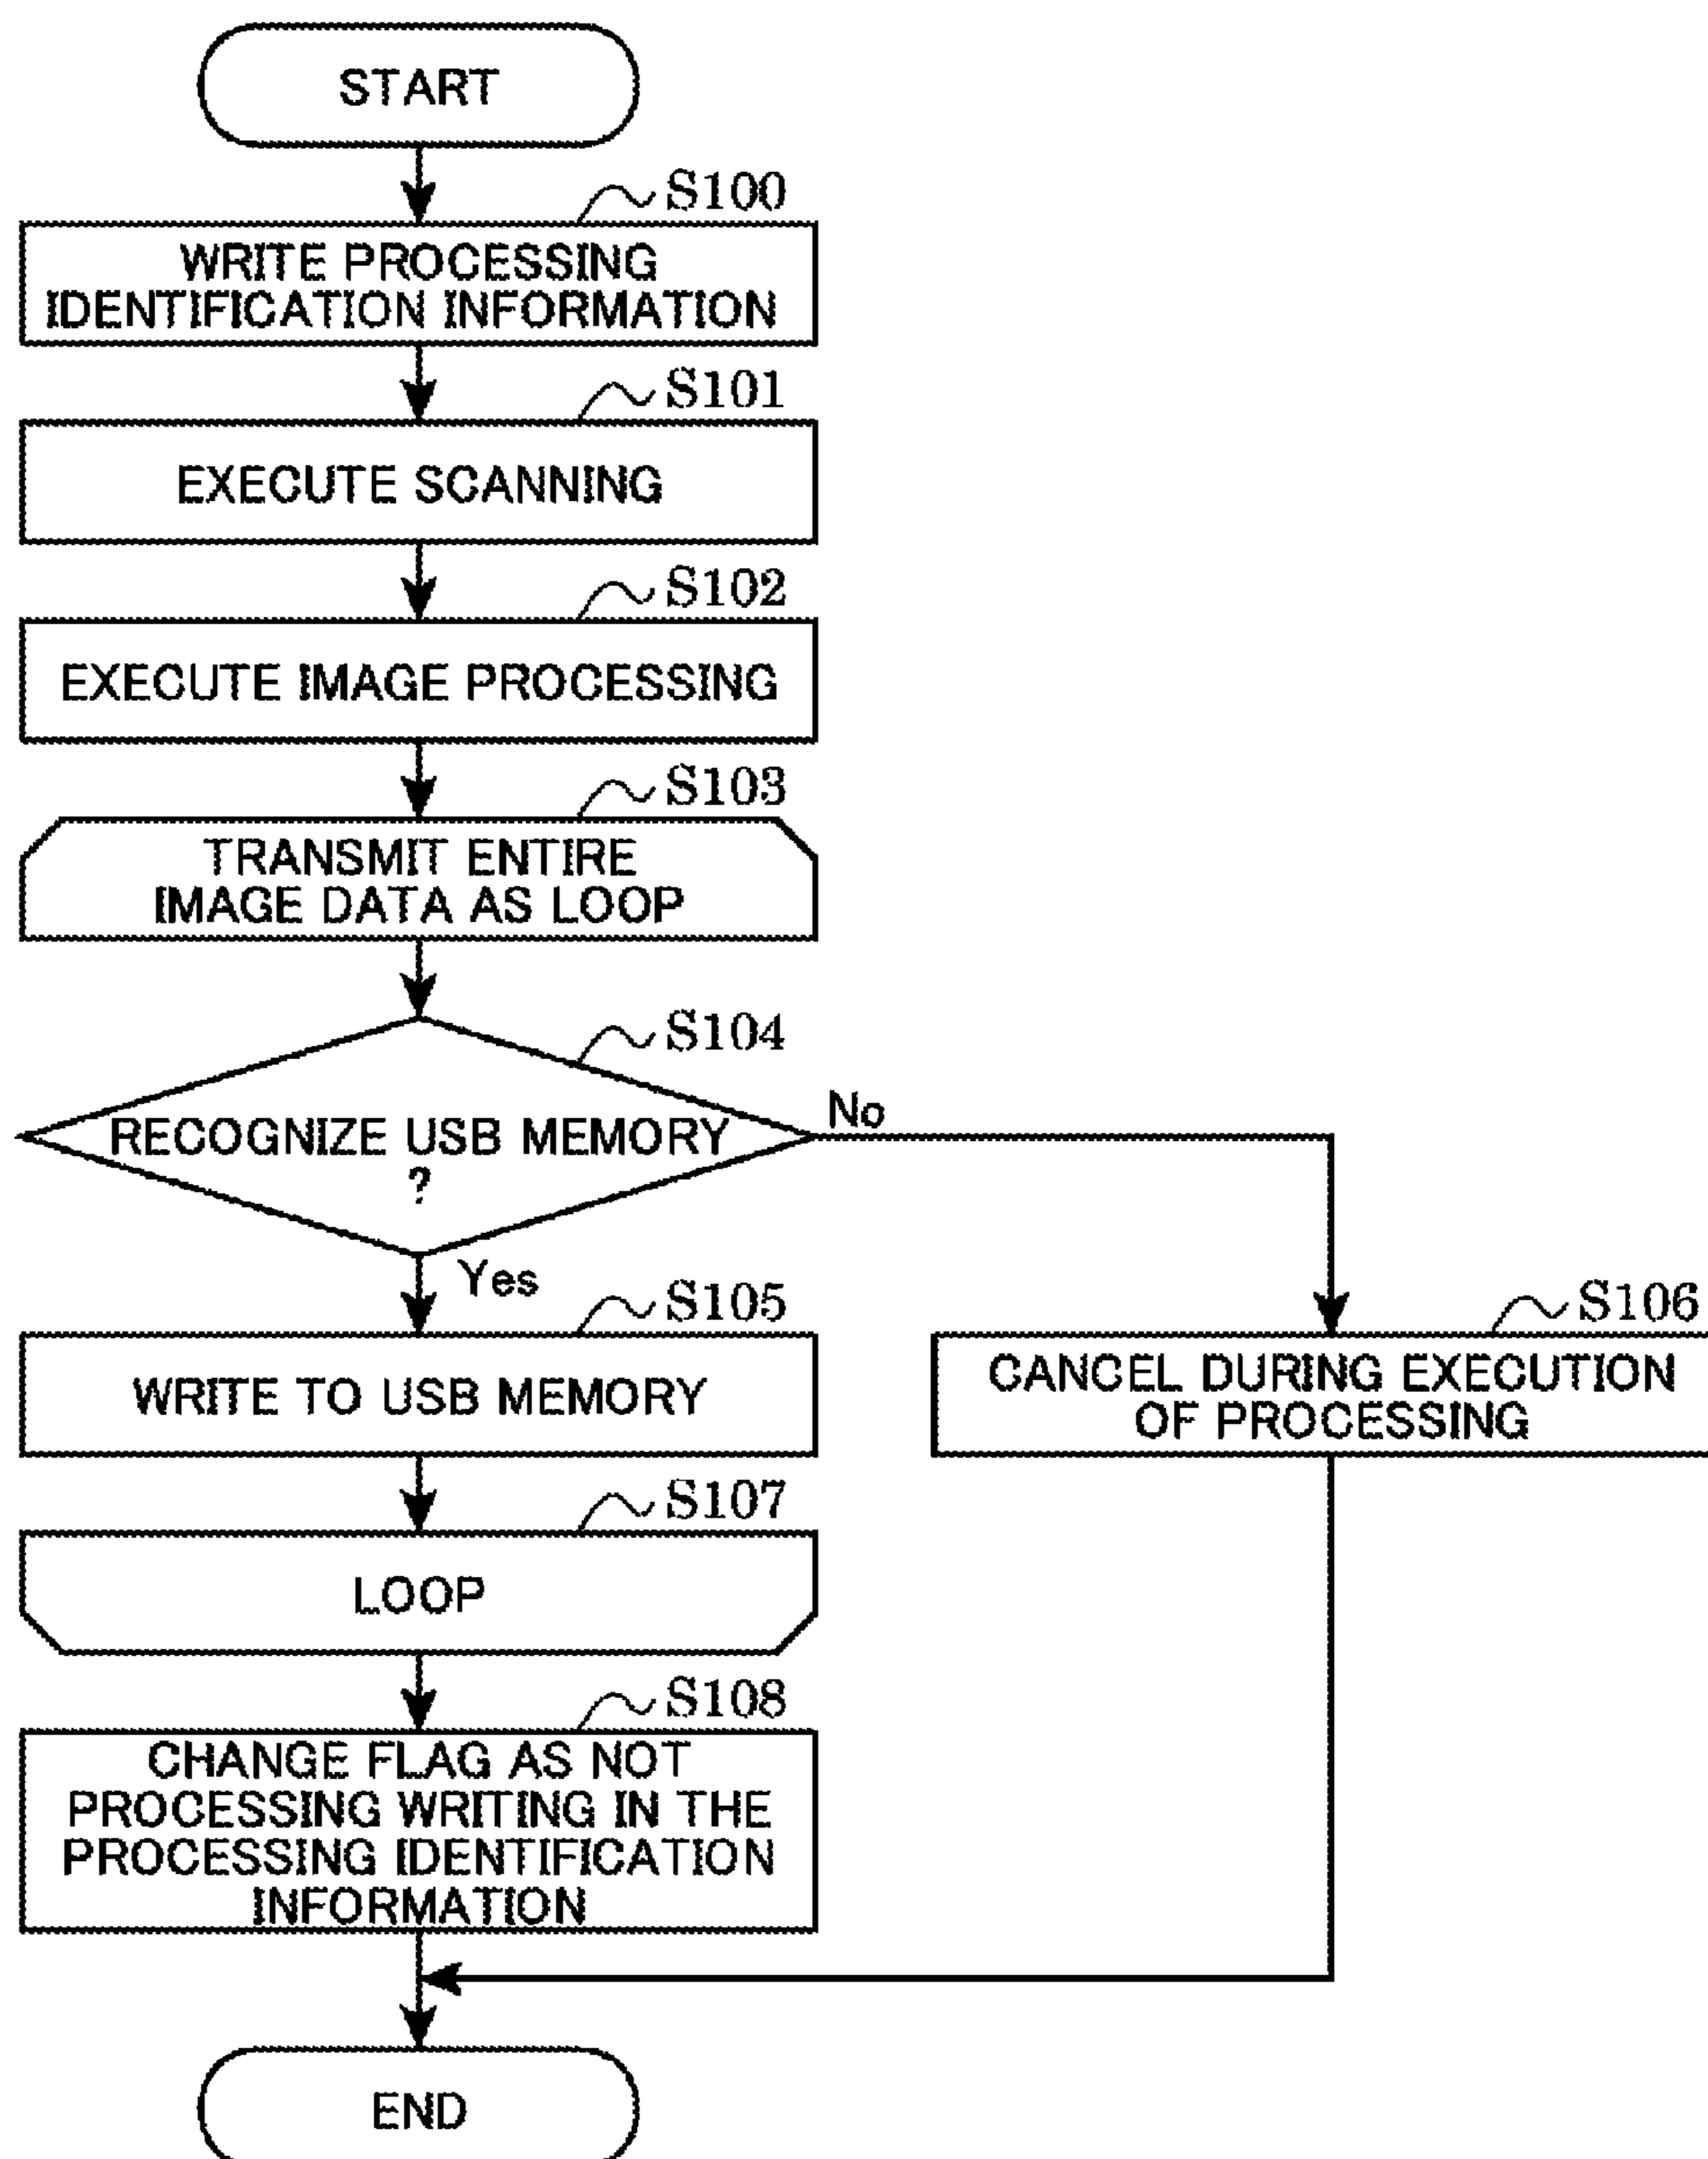 START
S100
WRITE PROCESSING
IDENTIFICATION INFORMATION
S101
EXECUTE SCANNING
S102
EXECUTE IMAGE PROCESSING
S103
TRANSMIT ENTIRE
IMAGE DATA AS LOOP
S104
RECOGNIZE USB MEMORY
?
No
Yes
S105
WRITE TO USB MEMORY
S106
CANCEL DURING EXECUTION
OF PROCESSING
S107
LOOP
S108
CHANGE FLAG AS NOT
PROCESSING WRITING IN THE
PROCESSING IDENTIFICATION
INFORMATION
END